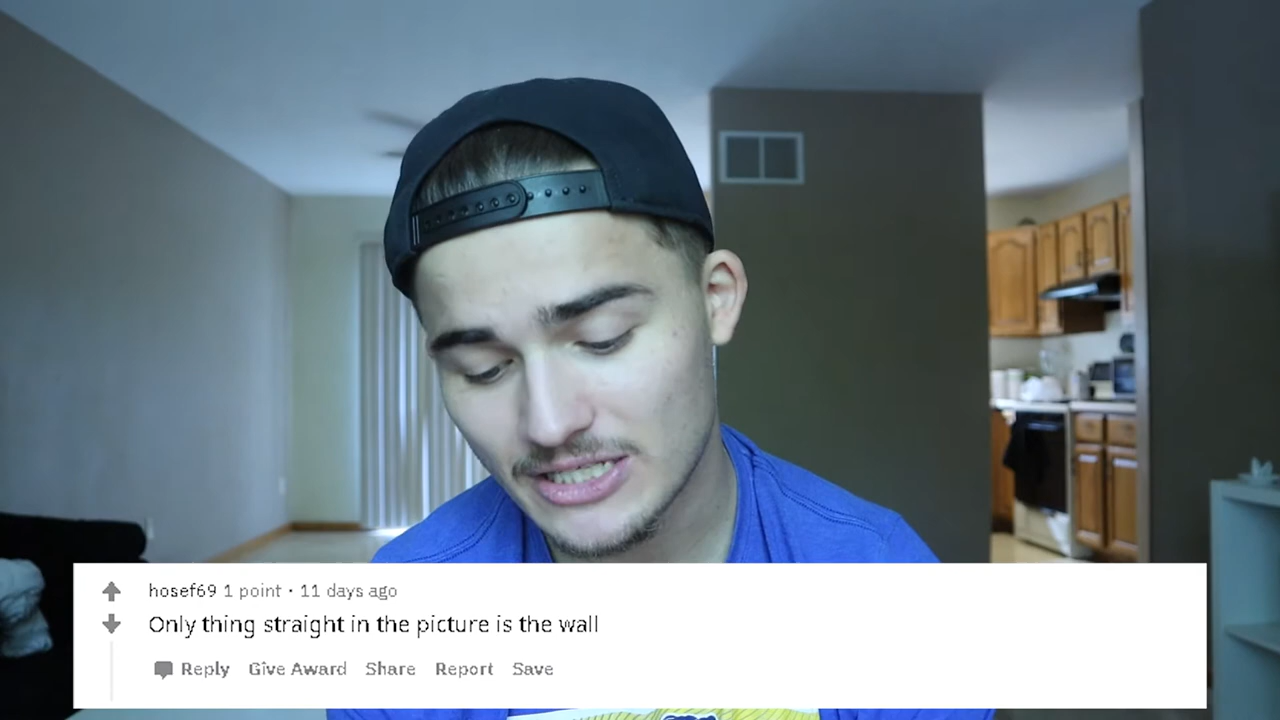 hosef69 1 point · 11 days ago
Only thing straight in the picture is the wall
Reply Give Award Share Report Save